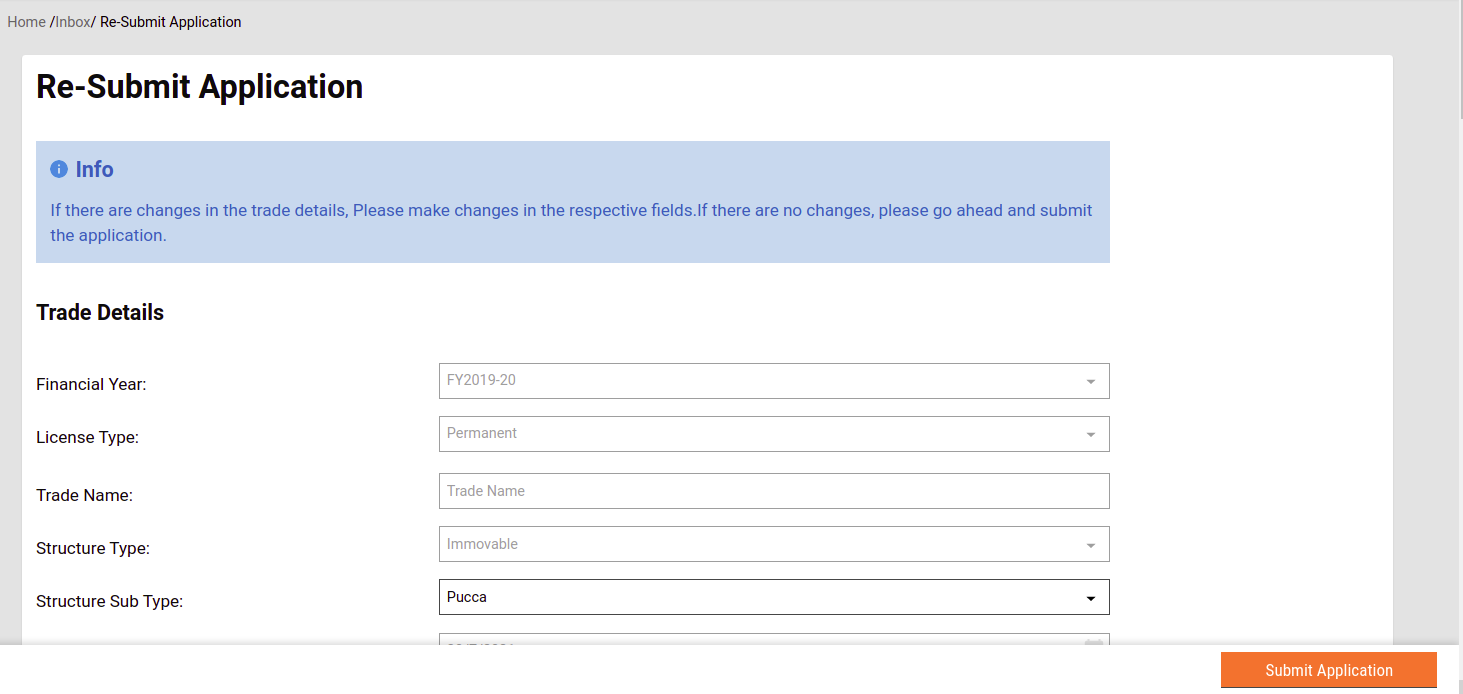 Home /Inbox/ Re-Submit Application
Re-Submit Application
Info
If there are changes in the trade details, Please make changes in the respective fields.If there are no changes, please go ahead and submit
the application.
Trade Details
Financial Year: FY2019-20
License Type: Permanent
Trade Name: Trade Name
Structure Type: Immovable
Structure Sub Type: Pucca
Submit Application